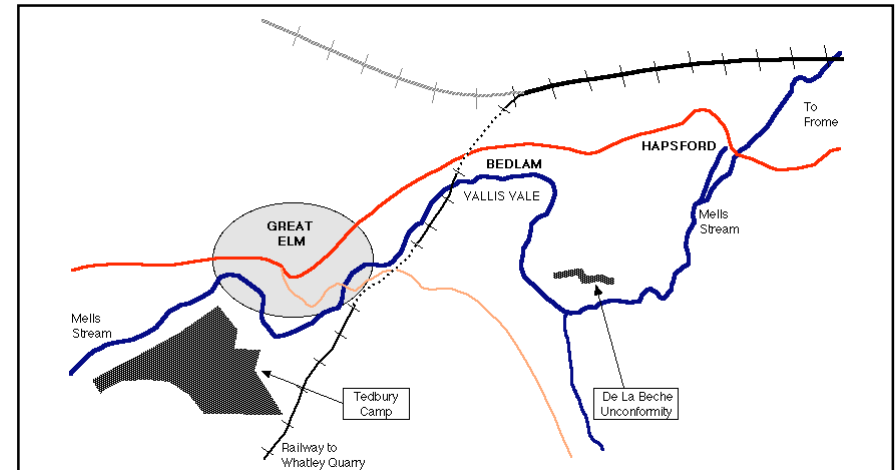 To
Frome
HAPSFORD
BEDLAM
VALLIS VALE
GREAT
ELM
Mells
Stream
Mells
Stream
Tedbury
Camp
De La Beche
Unconformity
Railway to
Whatley Quarry